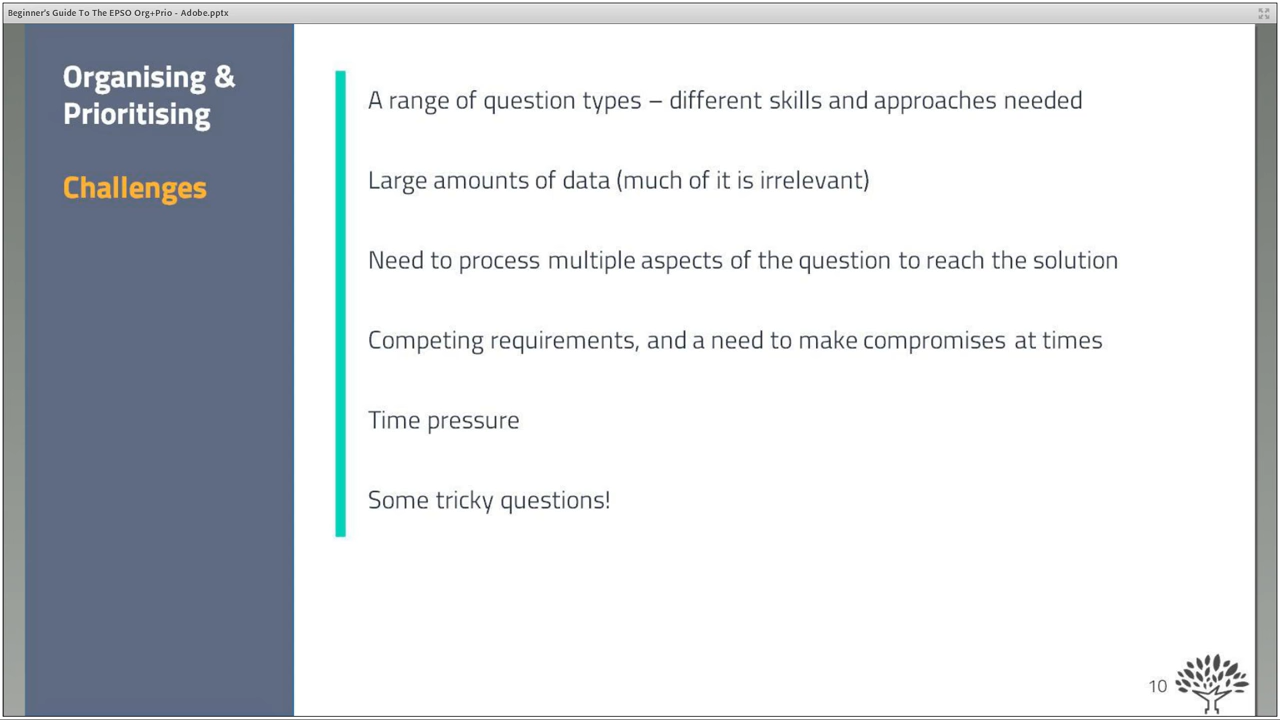 Beginner's Guide To The EPSO Org+Prio - Adobe.pptx
Organising &
Prioritising
Challenges
A range of question types – different skills and approaches needed
Large amounts of data (much of it is irrelevant)
Need to process multiple aspects of the question to reach the solution
Competing requirements, and a need to make compromises at times
Time pressure
Some tricky questions!
10